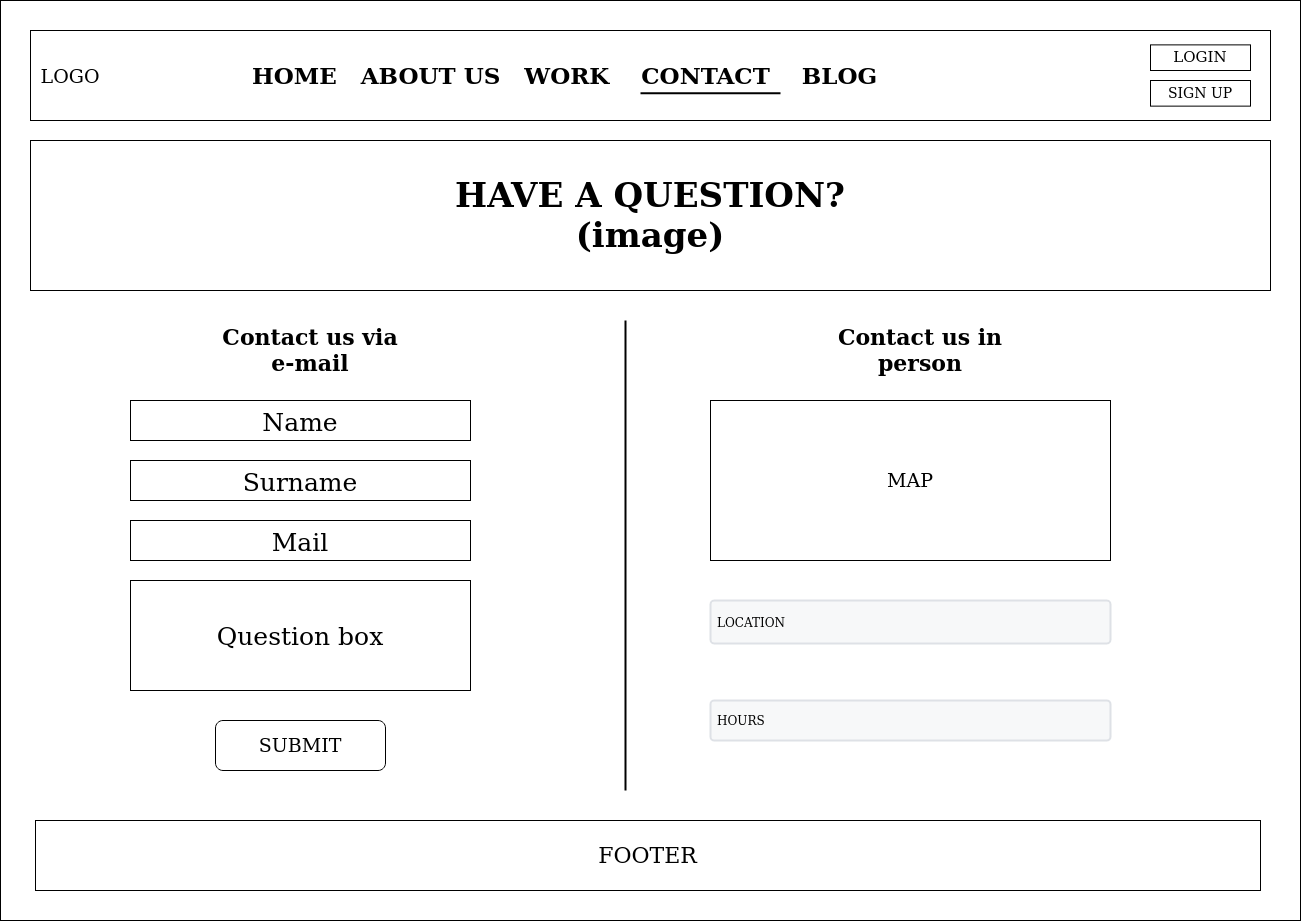 LOGO
HOME ABOUT US WORK CONTACT BLOG
LOGIN
SIGN UP
HAVE A QUESTION?
(image)
Contact us via
e-mail
Name
Surname
Mail
Question box
SUBMIT
Contact us in
person
MAP
LOCATION
HOURS
FOOTER